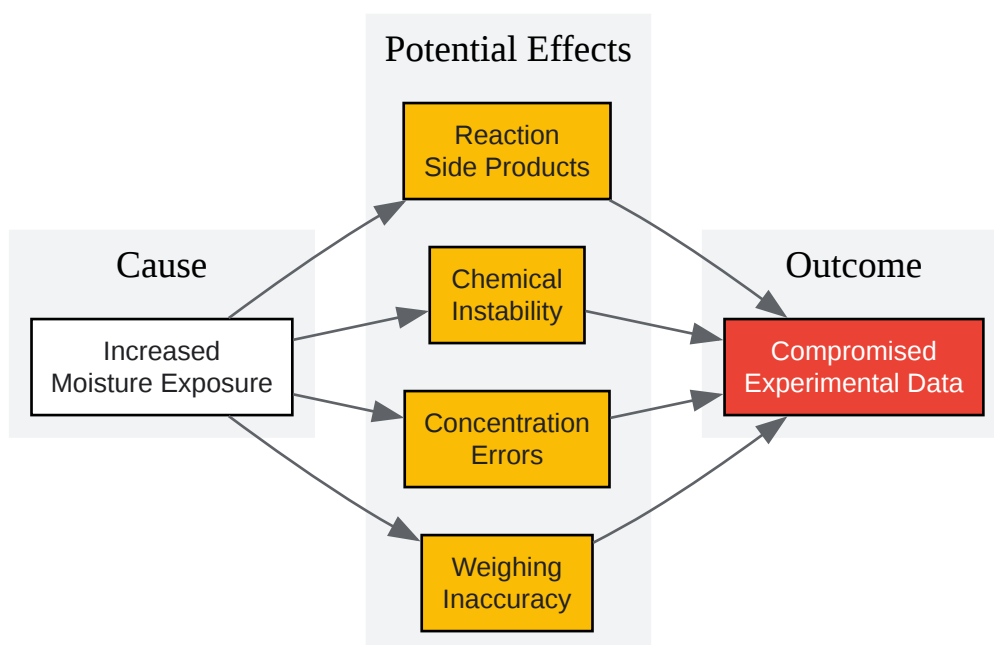 Potential Effects
Reaction
Side Products
Cause
Outcome
Chemical
Instability
Increased
Moisture Exposure
Compromised
Experimental Data
Concentration
Errors
Weighing
Inaccuracy